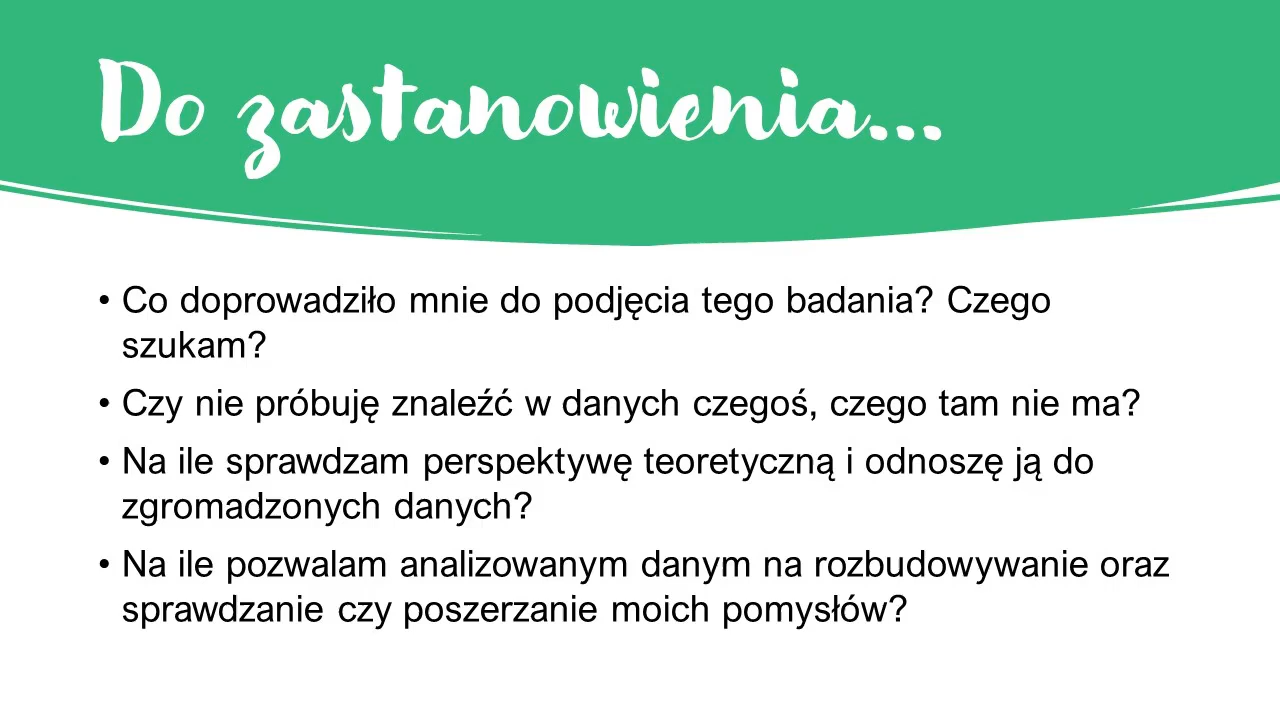 Do zastanowienia...
• Co doprowadziło mnie do podjęcia tego badania? Czego
szukam?
• Czy nie próbuję znaleźć w danych czegoś, czego tam nie ma?
• Na ile sprawdzam perspektywę teoretyczną i odnoszę ją do
zgromadzonych danych?
• Na ile pozwalam analizowanym danym na rozbudowywanie oraz
sprawdzanie czy poszerzanie moich pomysłów?